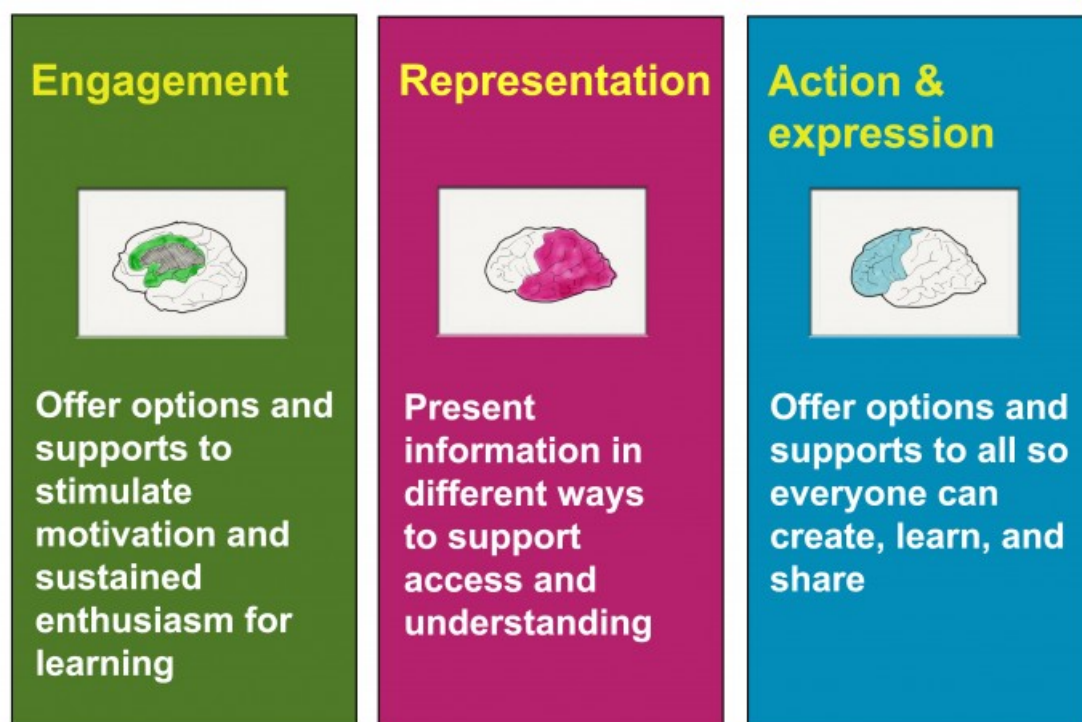 Engagement
Offer options and
supports to
stimulate
motivation and
sustained
enthusiasm for
learning
Representation
Present
information in
different ways
to support
access and
understanding
Action &
expression
Offer options and
supports to all so
everyone can
create, learn, and
share